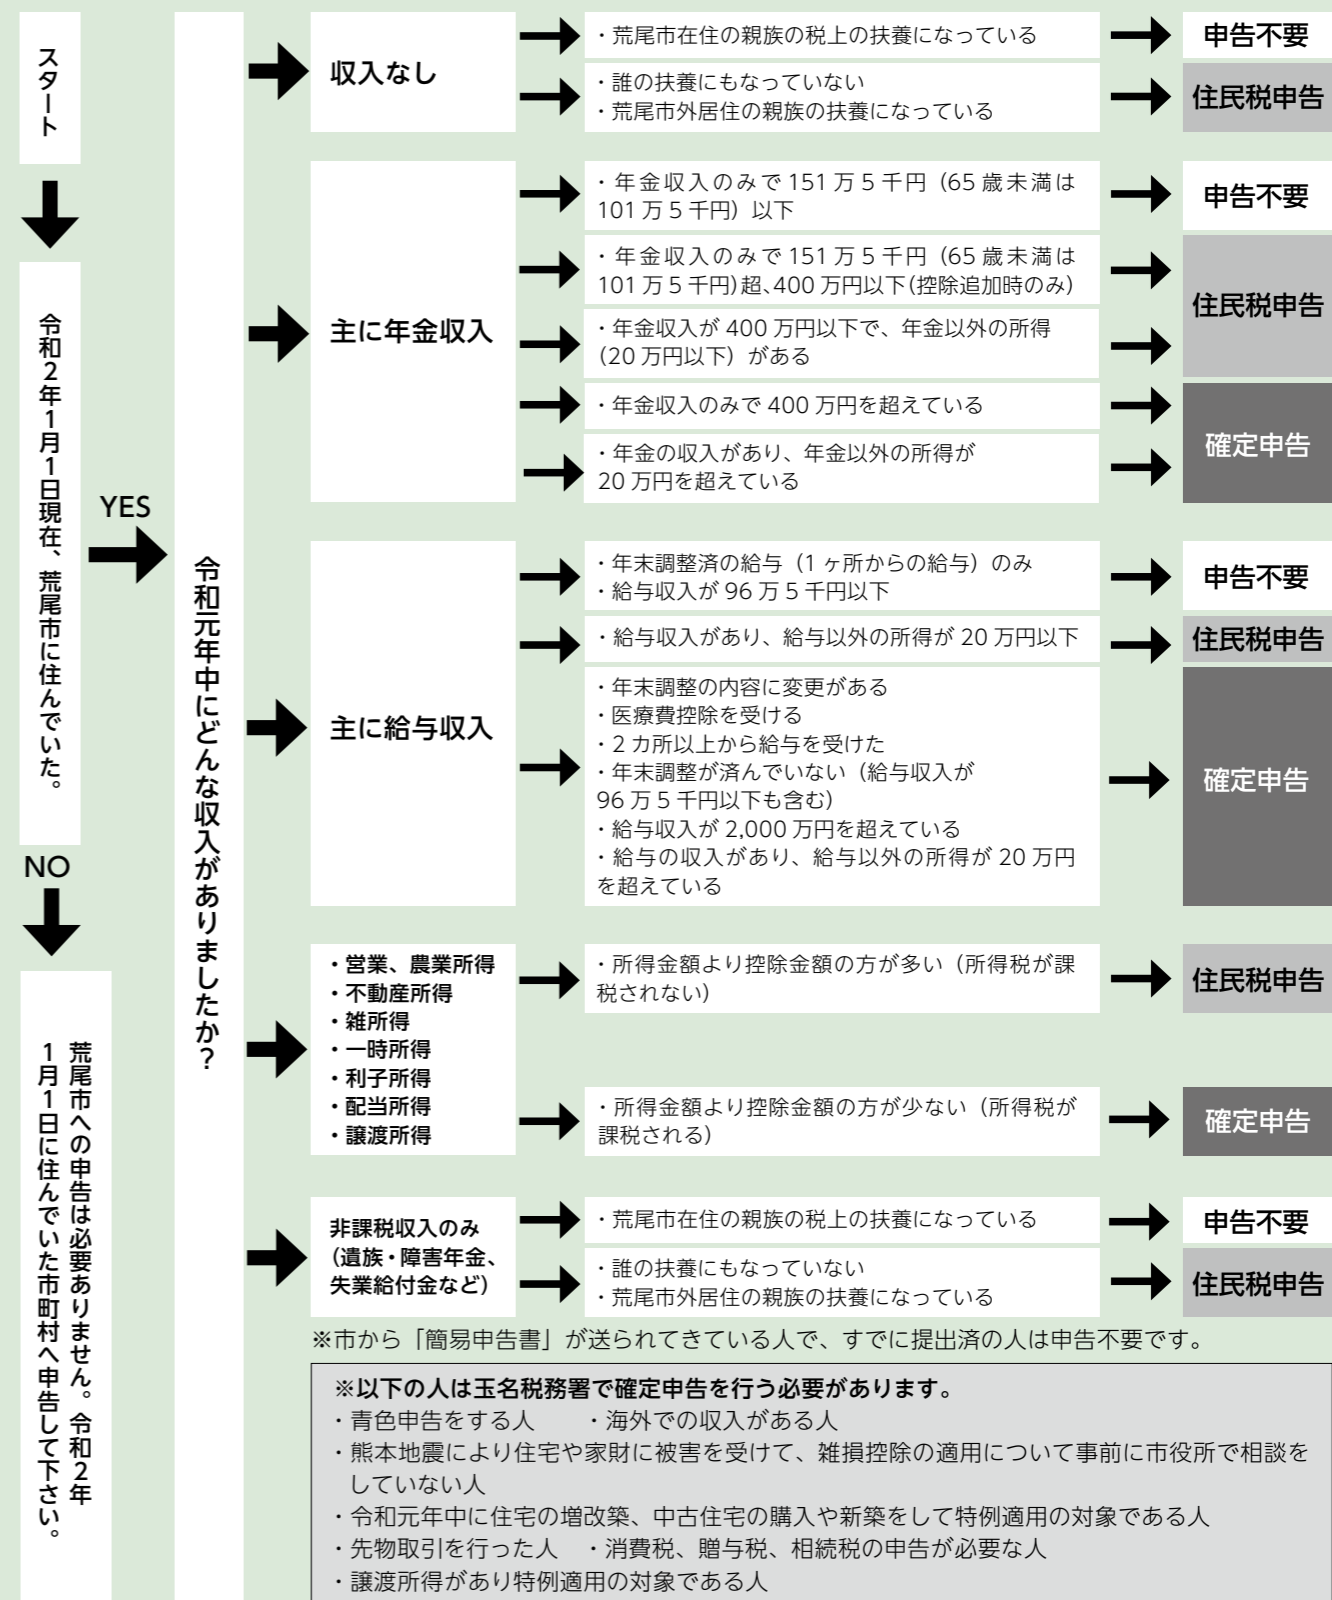 スタート
令和2年1月1日現在、荒尾市に住んでいた。
YES
NO
荒尾市への申告は必要ありません。令和2年
1月1日に住んでいた市町村へ申告して下さい。
令和元年中にどんな収入がありましたか?
収入なし
・荒尾市在住の親族の税上の扶養になっている
申告不要
・誰の扶養にもなっていない
・荒尾市外居住の親族の扶養になっている
住民税申告
主に年金収入
・年金収入のみで 151 万 5 千円(65 歳未満は
101 万 5 千円)以下
申告不要
・年金収入のみで 151 万 5 千円(65 歳未満は
101 万 5 千円)超、400 万円以下(控除追加時のみ)
・年金収入が 400 万円以下で、年金以外の所得
(20 万円以下)がある
住民税申告
・年金収入のみで 400 万円を超えている
・年金の収入があり、年金以外の所得が
20 万円を超えている
確定申告
主に給与収入
・年末調整済の給与(1 ヶ所からの給与)のみ
・給与収入が 96 万 5 千円以下
申告不要
・給与収入があり、給与以外の所得が 20 万円以下
住民税申告
・年末調整の内容に変更がある
・医療費控除を受ける
・2 カ所以上から給与を受けた
・年末調整が済んでいない(給与収入が
96 万 5 千円以下も含む)
・給与収入が 2,000 万円を超えている
・給与の収入があり、給与以外の所得が 20 万円
を超えている
確定申告
・営業、農業所得
・不動産所得
・雑所得
・一時所得
・利子所得
・配当所得
・譲渡所得
・所得金額より控除金額の方が多い(所得税が課
税されない)
住民税申告
・所得金額より控除金額の方が少ない(所得税が
課税される)
確定申告
非課税収入のみ
(遺族・障害年金、
失業給付金など)
・荒尾市在住の親族の税上の扶養になっている
申告不要
・誰の扶養にもなっていない
・荒尾市外居住の親族の扶養になっている
住民税申告
※市から「簡易申告書」が送られてきている人で、すでに提出済の人は申告不要です。
※以下の人は玉名税務署で確定申告を行う必要があります。
・青色申告をする人 ・海外での収入がある人
・熊本地震により住宅や家財に被害を受けて、雑損控除の適用について事前に市役所で相談を
していない人
・令和元年中に住宅の増改築、中古住宅の購入や新築をして特例適用の対象である人
・先物取引を行った人 ・消費税、贈与税、相続税の申告が必要な人
・譲渡所得があり特例適用の対象である人